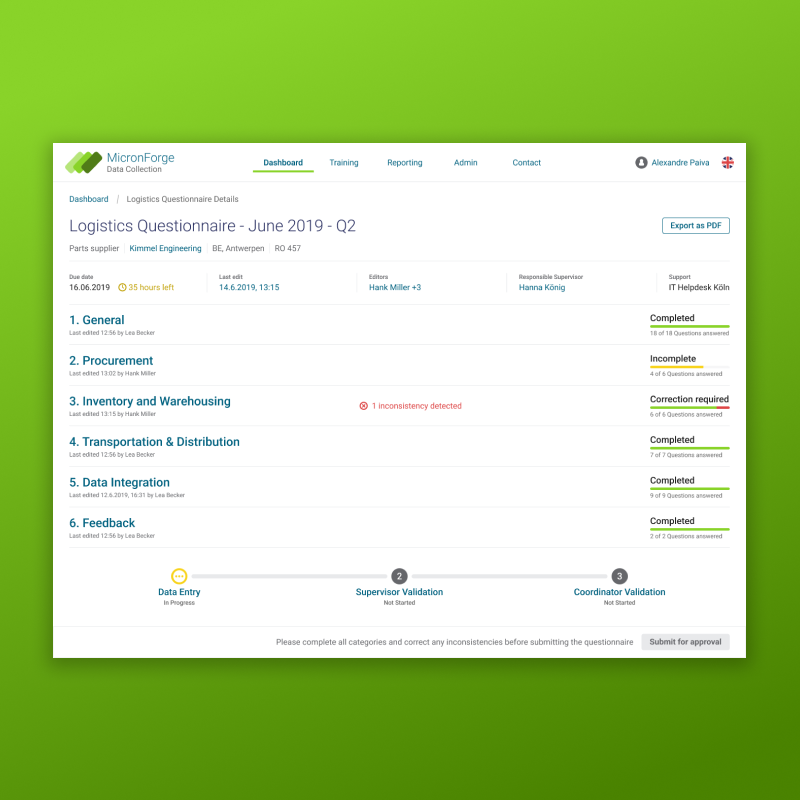 MicronForge
Data Collection
Dashboard Training Reporting Admin Contact
Alexandre Paiva
Dashboard / Logistics Questionnaire Details
Logistics Questionnaire - June 2019 - Q2
Export as PDF
Parts supplier Kimmel Engineering BE, Antwerpen RO 457
Due date Last edit Editors Responsible Supervisor Support
16.06.2019 35 hours left 14.6.2019, 13:15 Hank Miller +3 Hanna König IT Helpdesk Köln
1. General
Last edited 12:56 by Lea Becker
Completed
18 of 18 Questions answered
2. Procurement
Last edited 13:02 by Hank Miller
Incomplete
4 of 6 Questions answered
3. Inventory and Warehousing
Last edited 13:15 by Hank Miller
1 inconsistency detected
Correction required
6 of 6 Questions answered
4. Transportation & Distribution
Last edited 12:56 by Lea Becker
Completed
7 of 7 Questions answered
5. Data Integration
Last edited 12.6.2019, 16:31 by Lea Becker
Completed
9 of 9 Questions answered
6. Feedback
Last edited 12:56 by Lea Becker
Completed
2 of 2 Questions answered
2 3
Data Entry Supervisor Validation Coordinator Validation
In Progress Not Started Not Started
Please complete all categories and correct any inconsistencies before submitting the questionnaire
Submit for approval